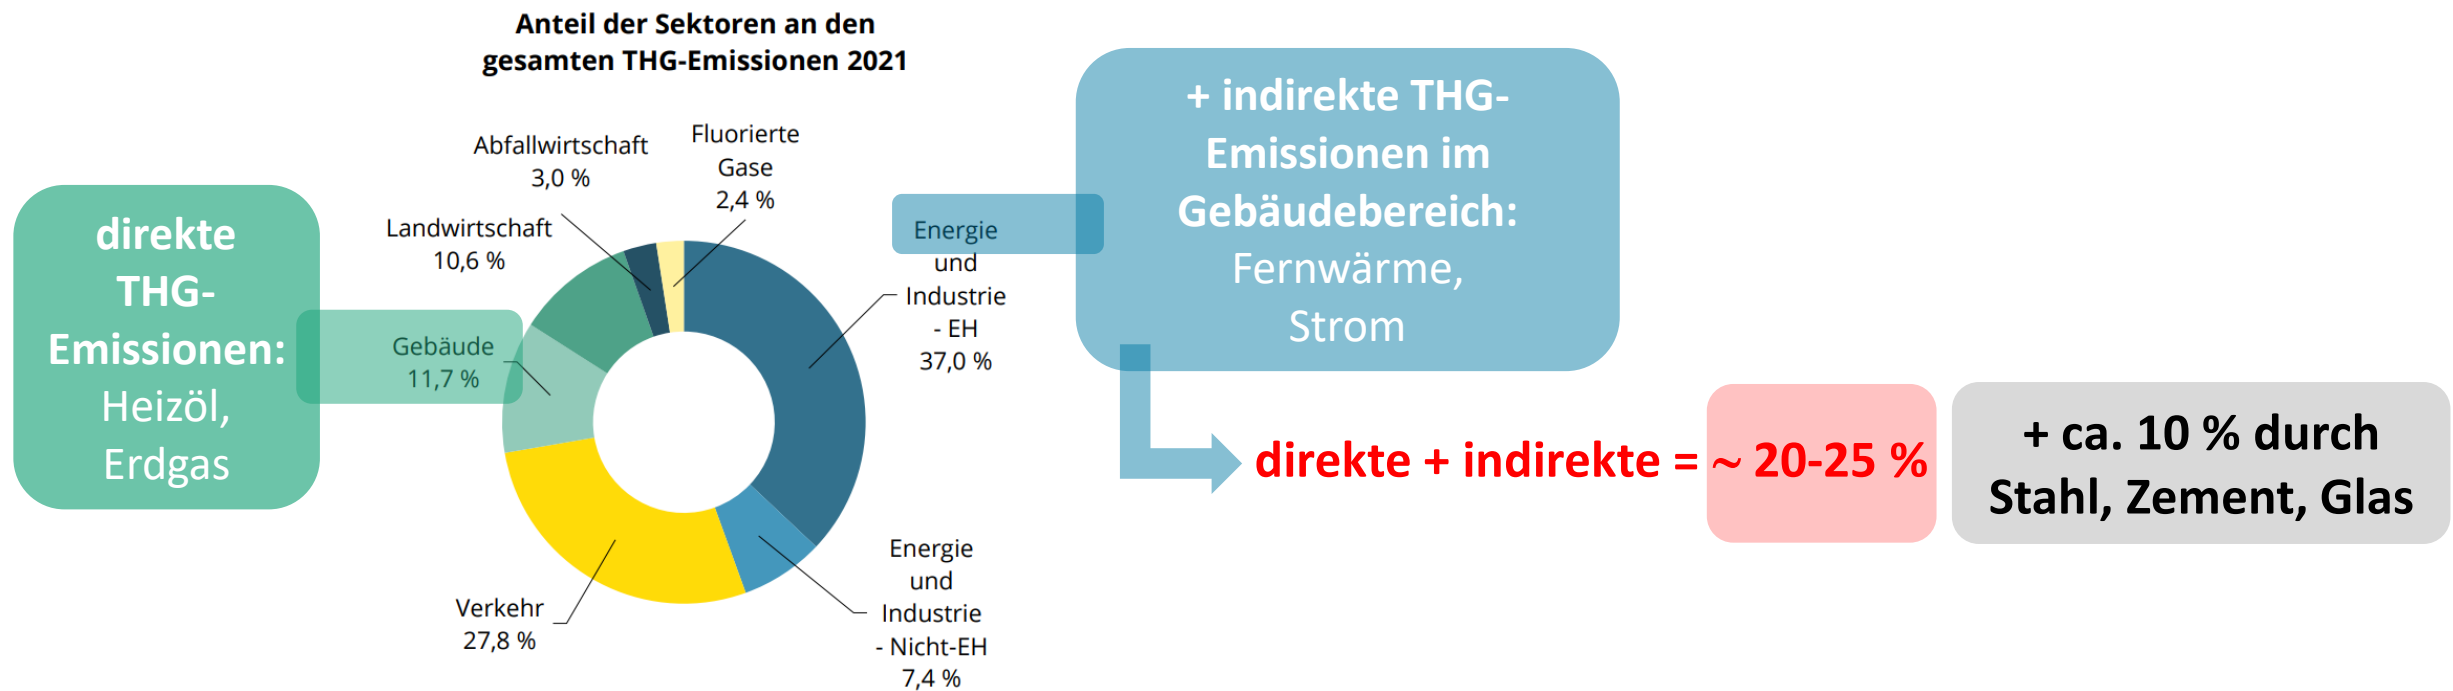 Anteil der Sektoren an den
gesamten THG-Emissionen 2021
direkte
THG-
Emissionen:
Heizöl,
Erdgas
Abfallwirtschaft
3,0 %
Fluorierte
Gase
2,4 %
Landwirtschaft
10,6 %
Gebäude
11,7 %
Energie
und
Industrie
- EH
37,0 %
Verkehr
27,8 %
Energie
und
Industrie
- Nicht-EH
7,4 %
+ indirekte THG-
Emissionen im
Gebäudebereich:
Fernwärme,
Strom
direkte + indirekte = ~ 20-25 %
+ ca. 10 % durch
Stahl, Zement, Glas